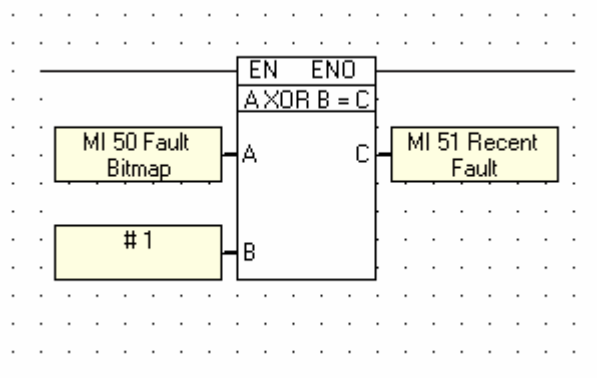 EN ENO
A XOR B = C
MI 50 Fault
Bitmap
A
C
MI 51 Recent
Fault
# 1
B